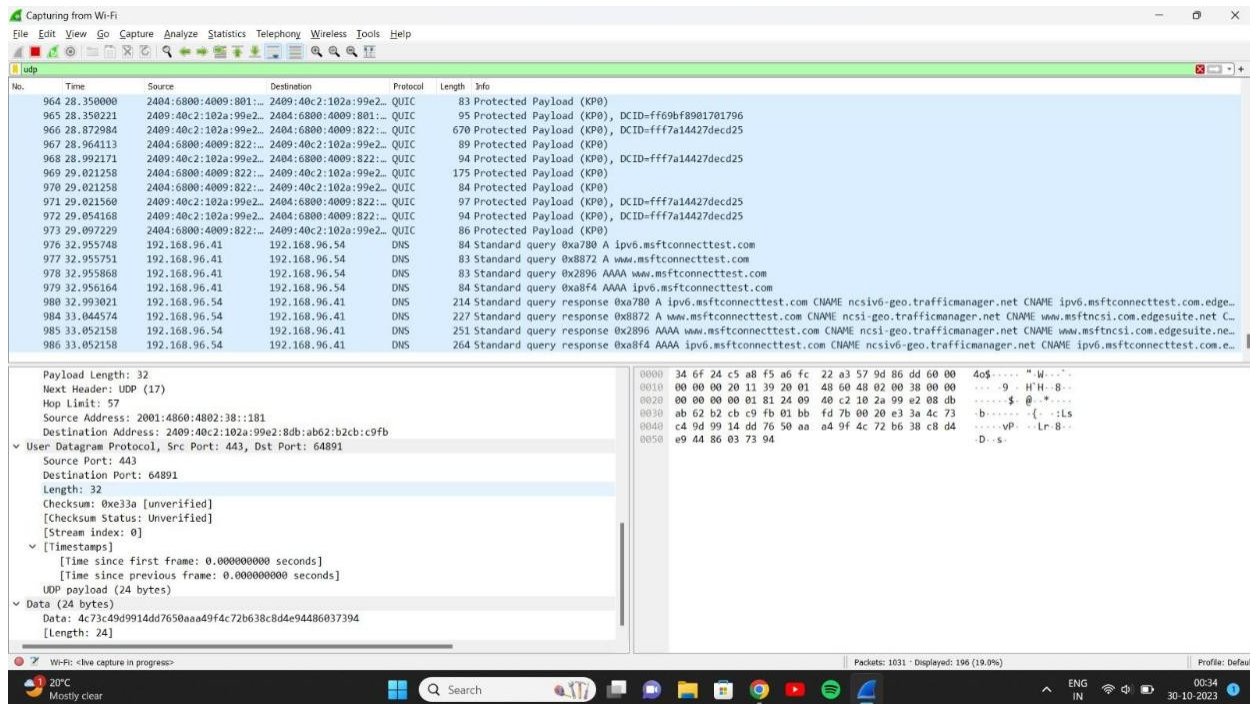 Capturing from Wi-Fi
File Edit View Go Capture Analyze Statistics Telephony Wireless Tools Help
udp
No. Time Source Destination Protocol Length Info
964 28.350000 2404:6800:4009:801:… 2409:40c2:102a:99e2… QUIC 83 Protected Payload (KP0)
965 28.350221 2409:40c2:102a:99e2… 2404:6800:4009:801:… QUIC 95 Protected Payload (KP0), DCID=ff69bf8901701796
966 28.872984 2409:40c2:102a:99e2… 2404:6800:4009:822:… QUIC 670 Protected Payload (KP0), DCID=fff7a14427decd25
967 28.964113 2404:6800:4009:822:… 2409:40c2:102a:99e2… QUIC 89 Protected Payload (KP0)
968 28.992171 2409:40c2:102a:99e2… 2404:6800:4009:822:… QUIC 94 Protected Payload (KP0), DCID=fff7a14427decd25
969 29.021258 2404:6800:4009:822:… 2409:40c2:102a:99e2… QUIC 175 Protected Payload (KP0)
970 29.021258 2404:6800:4009:822:… 2409:40c2:102a:99e2… QUIC 84 Protected Payload (KP0)
971 29.021560 2409:40c2:102a:99e2… 2404:6800:4009:822:… QUIC 97 Protected Payload (KP0), DCID=fff7a14427decd25
972 29.054168 2409:40c2:102a:99e2… 2404:6800:4009:822:… QUIC 94 Protected Payload (KP0), DCID=fff7a14427decd25
973 29.097229 2404:6800:4009:822:… 2409:40c2:102a:99e2… QUIC 86 Protected Payload (KP0)
976 32.955748 192.168.96.41 192.168.96.54 DNS 84 Standard query 0xa780 A ipv6.msftconnecttest.com
977 32.955751 192.168.96.41 192.168.96.54 DNS 83 Standard query 0x8872 A www.msftconnecttest.com
978 32.955868 192.168.96.41 192.168.96.54 DNS 83 Standard query 0x2896 AAAA www.msftconnecttest.com
979 32.956164 192.168.96.41 192.168.96.54 DNS 84 Standard query 0xa8f4 AAAA ipv6.msftconnecttest.com
980 32.993021 192.168.96.54 192.168.96.41 DNS 214 Standard query response 0xa780 A ipv6.msftconnecttest.com CNAME ncsiv6-geo.trafficmanager.net CNAME ipv6.msftconnecttest.com.edge…
984 33.044574 192.168.96.54 192.168.96.41 DNS 227 Standard query response 0x8872 A www.msftconnecttest.com CNAME ncsi-geo.trafficmanager.net CNAME www.msftncsi.com.edgesuite.net C…
985 33.052158 192.168.96.54 192.168.96.41 DNS 251 Standard query response 0x2896 AAAA www.msftconnecttest.com CNAME ncsi-geo.trafficmanager.net CNAME www.msftncsi.com.edgesuite.ne…
986 33.052158 192.168.96.54 192.168.96.41 DNS 264 Standard query response 0xa8f4 AAAA ipv6.msftconnecttest.com CNAME ncsiv6-geo.trafficmanager.net CNAME ipv6.msftconnecttest.com.e…
Payload Length: 32
Next Header: UDP (17)
Hop Limit: 57
Source Address: 2001:4860:4802:38::181
Destination Address: 2409:40c2:102a:99e2:8db:ab62:b2cb:c9fb
User Datagram Protocol, Src Port: 443, Dst Port: 64891
Source Port: 443
Destination Port: 64891
Length: 32
Checksum: 0xe33a [unverified]
[Checksum Status: Unverified]
[Stream index: 0]
[Timestamps]
[Time since first frame: 0.000000000 seconds]
[Time since previous frame: 0.000000000 seconds]
UDP payload (24 bytes)
Data (24 bytes)
Data: 4c73c49d9914dd7650aaa49f4c72b638c8d4e94486037394
[Length: 24]
0000 34 6f 24 c5 a8 f5 a6 fc 22 a3 57 9d 86 dd 60 00 4o$····· "·W···`·
0010 00 00 00 20 11 39 20 01 48 60 48 02 00 38 00 00 ··· ·9 · H`H··8··
0020 00 00 00 00 01 81 24 09 40 c2 10 2a 99 e2 08 db ······$· @··*····
0030 ab 62 b2 cb c9 fb 01 bb fd 7b 00 20 e3 3a 4c 73 ·b······ ·{· ·:Ls
0040 c4 9d 99 14 dd 76 50 aa a4 9f 4c 72 b6 38 c8 d4 ·····vP· ··Lr·8··
0050 e9 44 86 03 73 94 ·D··s·
Wi-Fi: <live capture in progress>
Packets: 1031 · Displayed: 196 (19.0%)
Profile: Defau
1
20°C
Mostly clear
Search
ENG
IN
00:34
30-10-2023
1